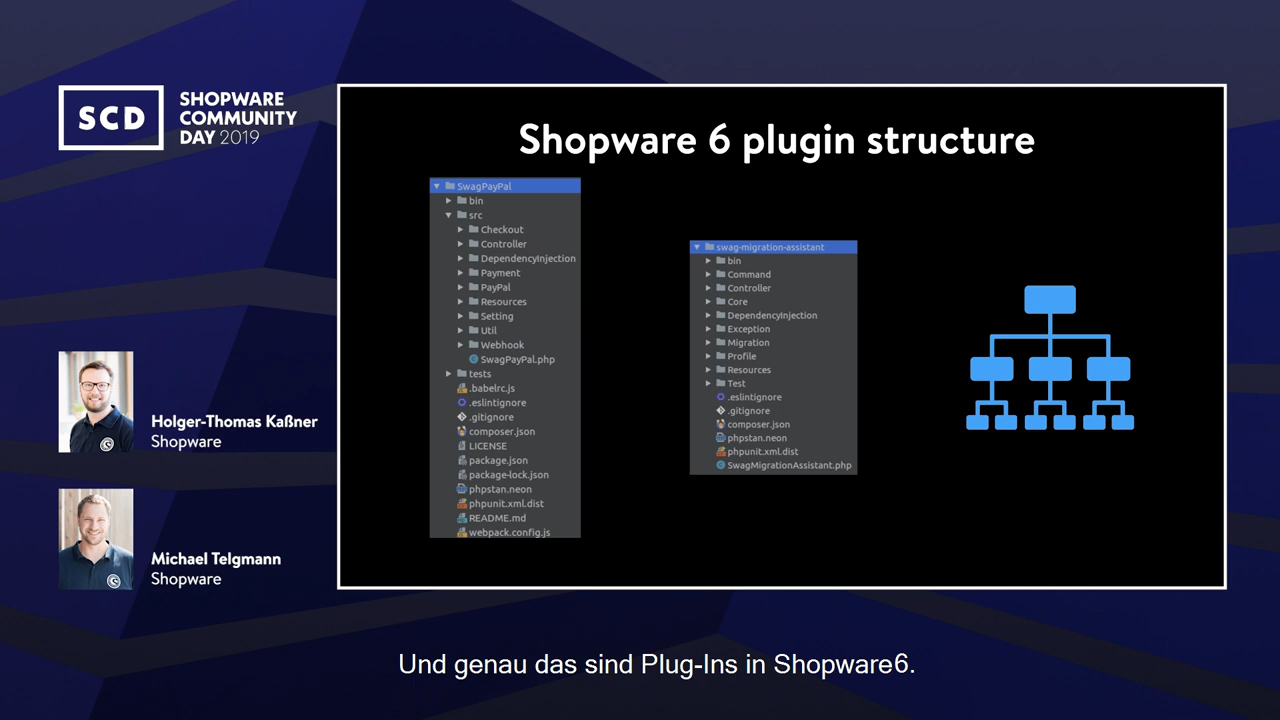 SCD
SHOPWARE
COMMUNITY
DAY 2019
Shopware 6 plugin structure
SwagPayPal
bin
src
Checkout
Controller
DependencyInjection
Payment
PayPal
Resources
Setting
Util
Webhook
SwagPayPal.php
tests
.babelrc.js
.eslintignore
.gitignore
composer.json
LICENSE
package.json
package-lock.json
phpstan.neon
phpunit.xml.dist
README.md
webpack.config.js
swag-migration-assistant
bin
Command
Controller
Core
DependencyInjection
Exception
Migration
Profile
Resources
Test
.eslintignore
.gitignore
composer.json
phpstan.neon
phpunit.xml.dist
SwagMigrationAssistant.php
Holger-Thomas Kaßner
Shopware
Michael Telgmann
Shopware
Und genau das sind Plug-Ins in Shopware6.